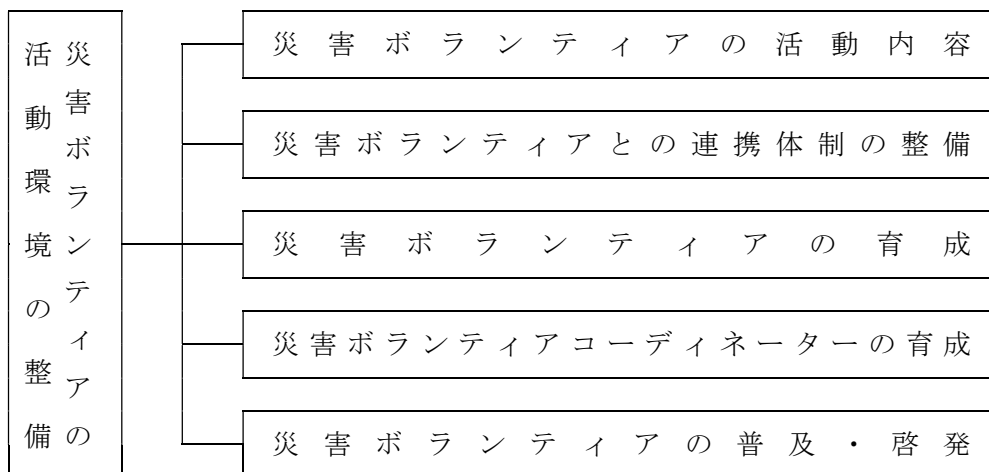 災害ボランティアの
活動環境の整備
災害ボランティアの活動内容
災害ボランティアとの連携体制の整備
災害ボランティアの育成
災害ボランティアコーディネーターの育成
災害ボランティアの普及・啓発